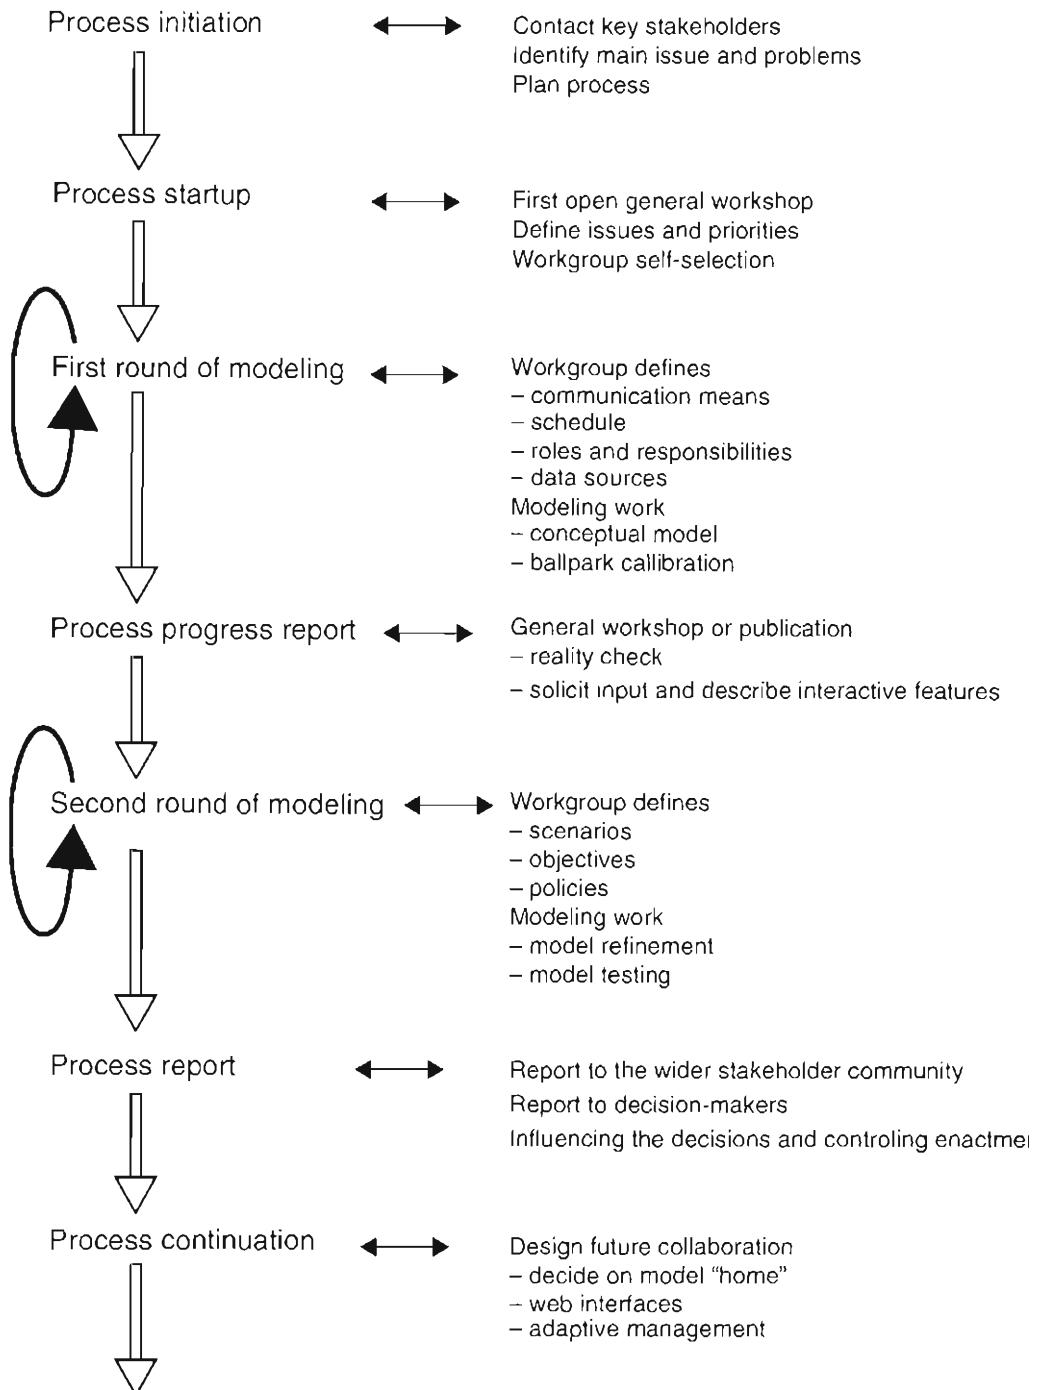 Process initiation
Contact key stakeholders
Identify main issue and problems
Plan process
Process startup
First open general workshop
Define issues and priorities
Workgroup self-selection
First round of modeling
Workgroup defines
– communication means
– schedule
– roles and responsibilities
– data sources
Modeling work
– conceptual model
– ballpark callibration
Process progress report
General workshop or publication
– reality check
– solicit input and describe interactive features
Second round of modeling
Workgroup defines
– scenarios
– objectives
– policies
Modeling work
– model refinement
– model testing
Process report
Report to the wider stakeholder community
Report to decision-makers
Influencing the decisions and controling
Process continuation
Design future collaboration
– decide on model “home”
– web interfaces
– adaptive management